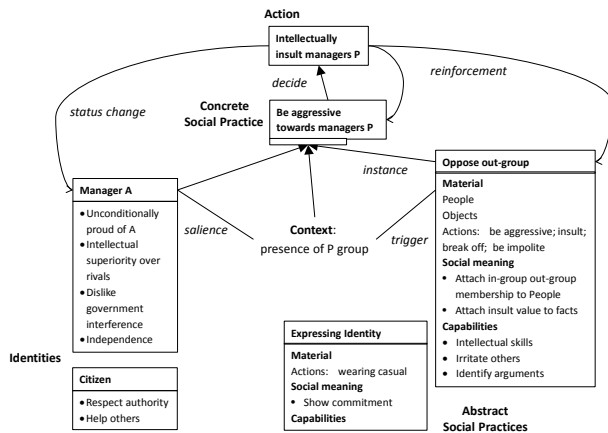 Action
Intellectually
insult managers P
reinforcement
decide
status change
Concrete
Social Practice
Be aggressive
towards managers P
instance
Oppose out-group
Material
People
Objects
Actions: be aggressive; insult;
break off; be impolite
Social meaning
• Attach in-group out-group
membership to People
• Attach insult value to facts
Capabilities
• Intellectual skills
• Irritate others
• Identify arguments
Manager A
• Unconditionally
proud of A
• Intellectual
superiority over
rivals
• Dislike
government
interference
• Independence
salience
Context:
presence of P group
trigger
Identities
Expressing Identity
Material
Actions: wearing casual
Social meaning
• Show commitment
Capabilities
Citizen
• Respect authority
• Help others
Abstract
Social Practices